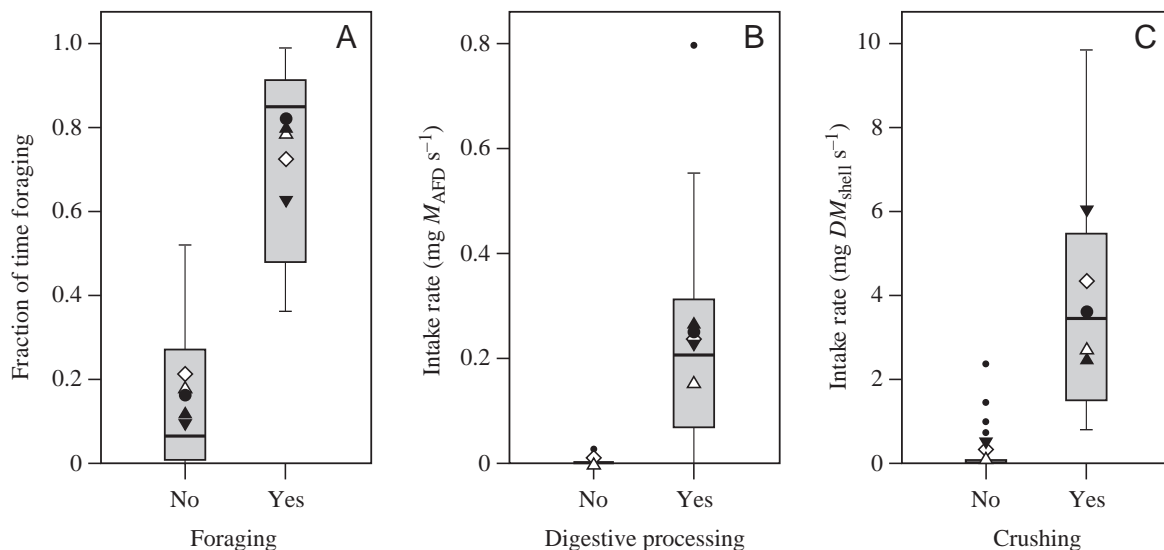 A
Fraction of time foraging
1.0
0.8
0.6
0.4
0.2
0
No Yes
Foraging
B
Intake rate (mg M_AFD s⁻¹)
0.8
0.6
0.4
0.2
0
No Yes
Digestive processing
C
Intake rate (mg DM_shell s⁻¹)
10
8
6
4
2
0
No Yes
Crushing